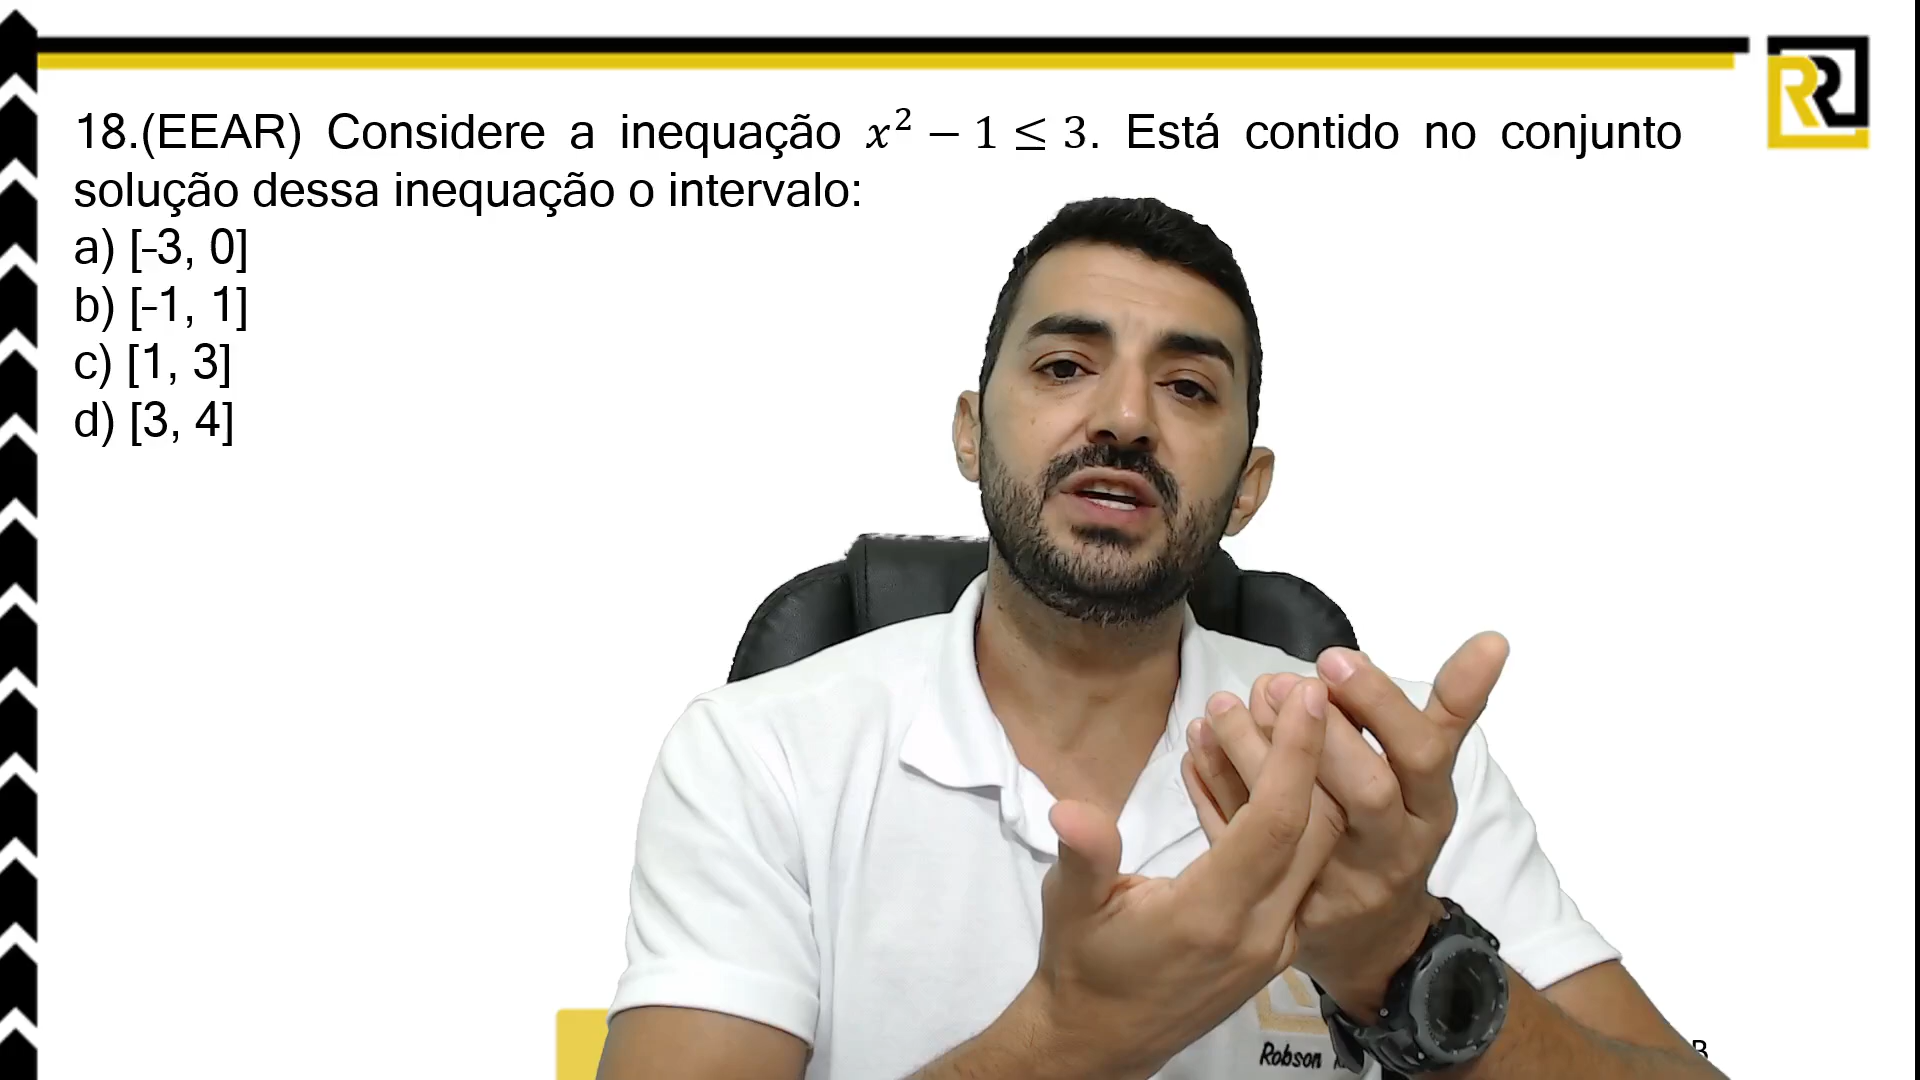 18.(EEAR) Considere a inequação x² − 1 ≤ 3. Está contido no conjunto
solução dessa inequação o intervalo:
a) [-3, 0]
b) [-1, 1]
c) [1, 3]
d) [3, 4]
RR
Robson
B